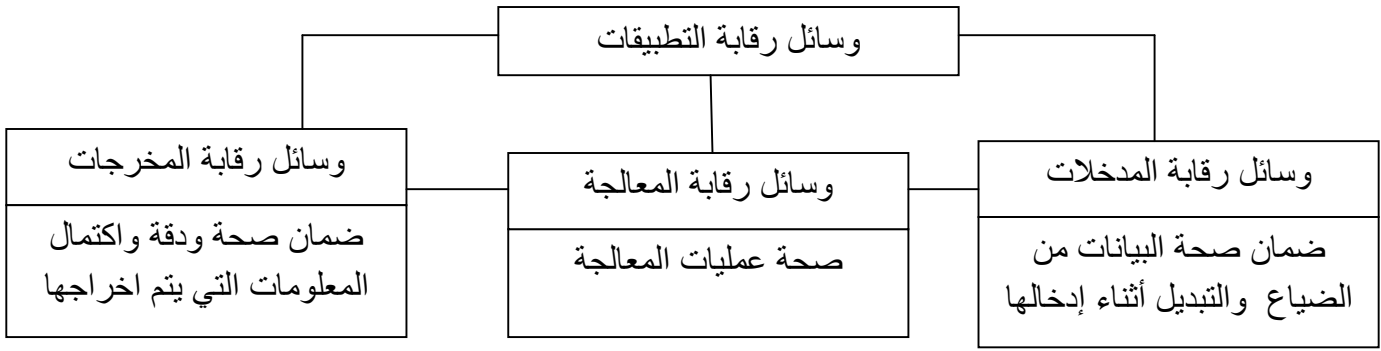 وسائل رقابة التطبيقات
وسائل رقابة المدخلات
ضمان صحة البيانات من
الضياع والتبديل أثناء إدخالها
وسائل رقابة المعالجة
صحة عمليات المعالجة
وسائل رقابة المخرجات
ضمان صحة ودقة واكتمال
المعلومات التي يتم اخراجها